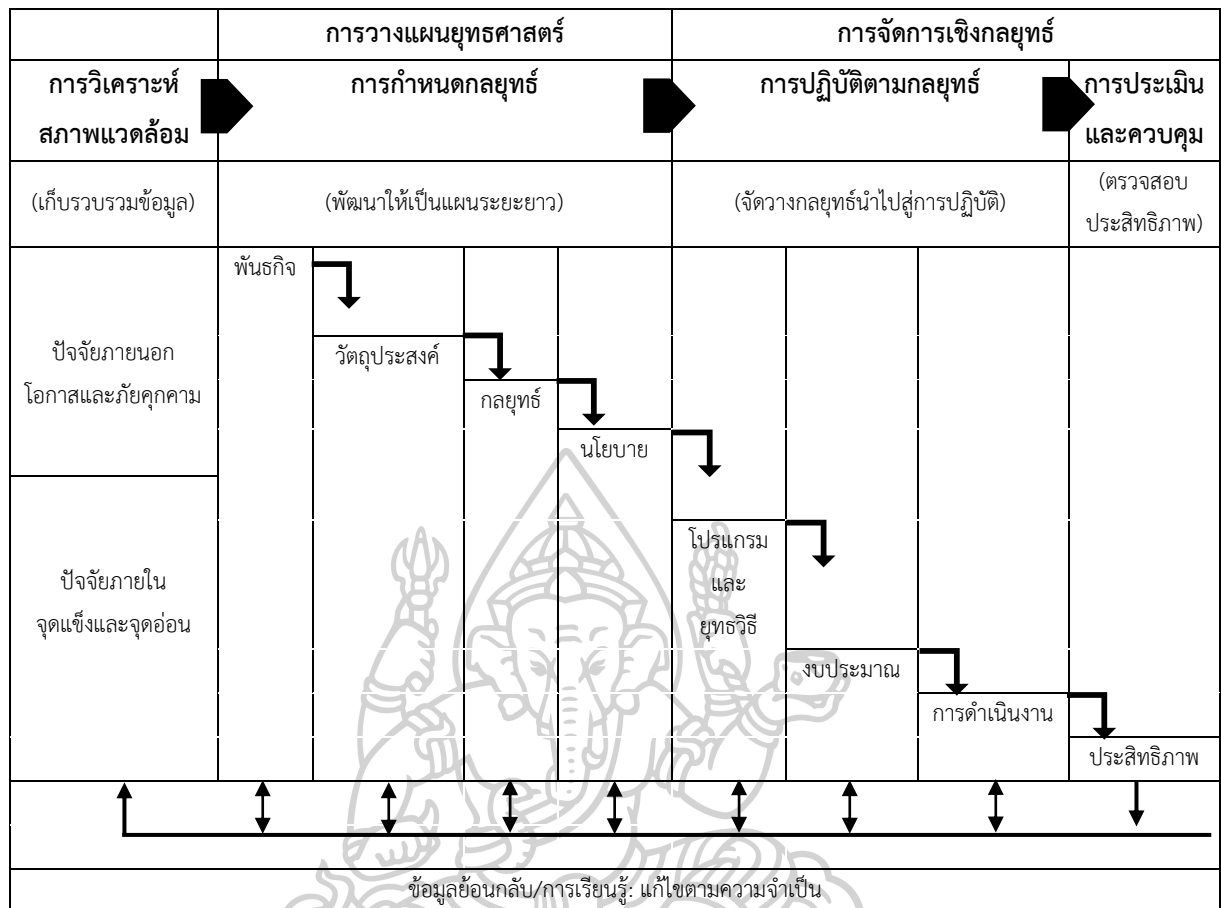 การวางแผนยุทธศาสตร์
การจัดการเชิงกลยุทธ์
การวิเคราะห์
สภาพแวดล้อม
การกำหนดกลยุทธ์
การปฏิบัติตามกลยุทธ์
การประเมิน
และควบคุม
(เก็บรวบรวมข้อมูล)
(พัฒนาให้เป็นแผนระยะยาว)
(จัดวางกลยุทธ์นำไปสู่การปฏิบัติ)
(ตรวจสอบ
ประสิทธิภาพ)
ปัจจัยภายนอก
โอกาสและภัยคุกคาม
ปัจจัยภายใน
จุดแข็งและจุดอ่อน
พันธกิจ
วัตถุประสงค์
กลยุทธ์
นโยบาย
โปรแกรม
และ
ยุทธวิธี
งบประมาณ
การดำเนินงาน
ประสิทธิภาพ
ข้อมูลย้อนกลับ/การเรียนรู้: แก้ไขตามความจำเป็น